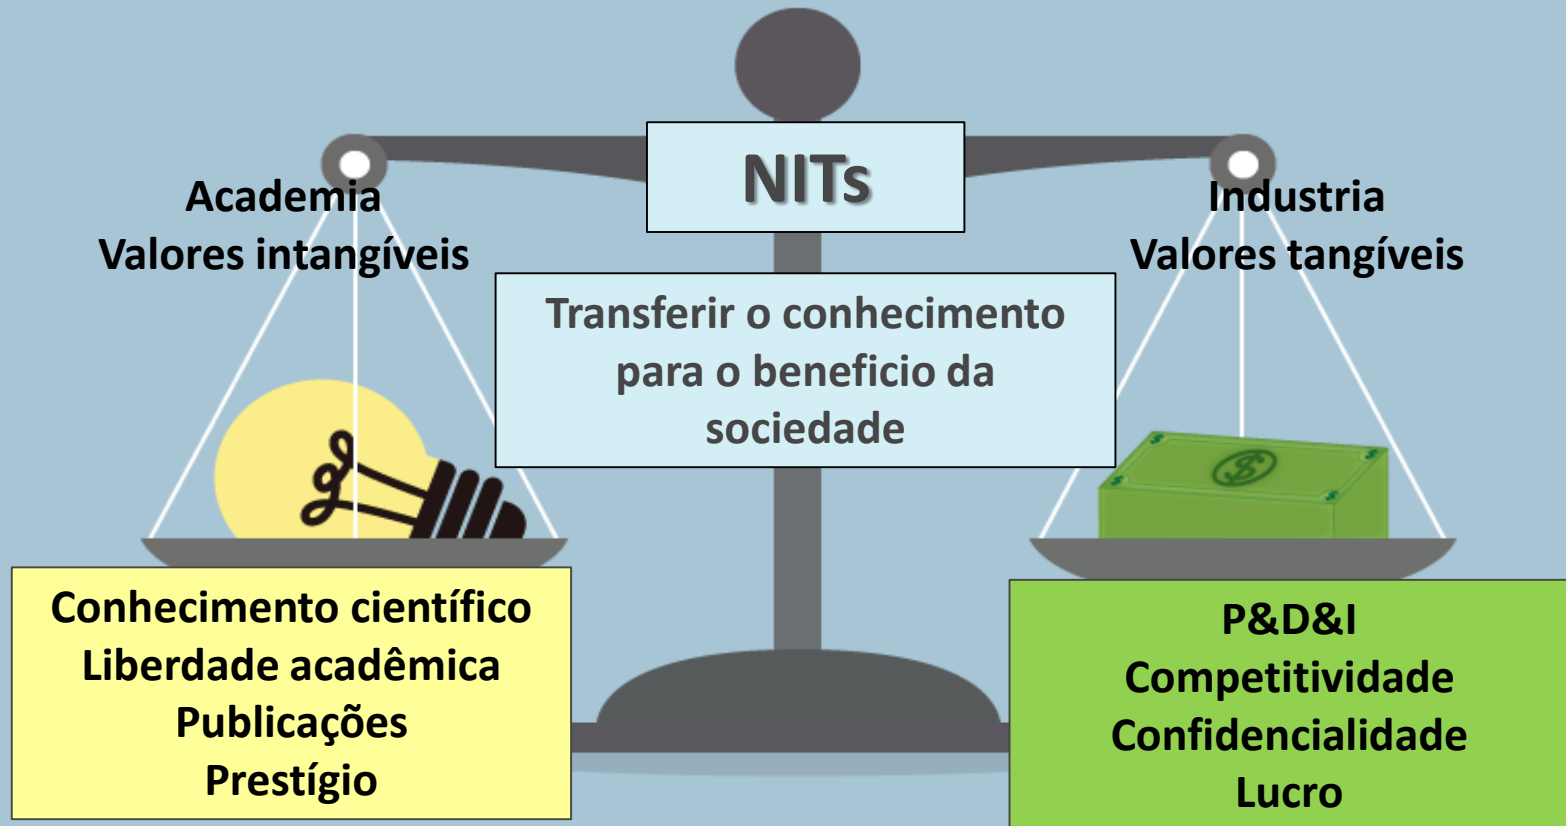 NITs
Academia
Valores intangíveis
Industria
Valores tangíveis
Transferir o conhecimento
para o beneficio da
sociedade
Conhecimento científico
Liberdade acadêmica
Publicações
Prestígio
P&D&I
Competitividade
Confidencialidade
Lucro